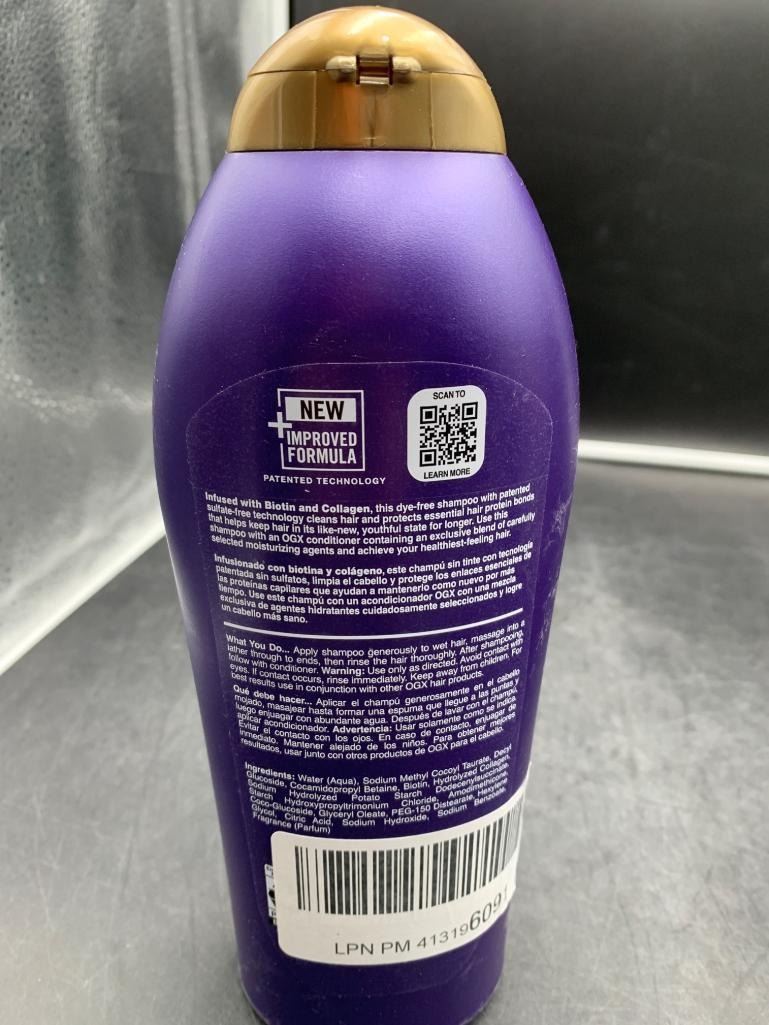 NEW
+
IMPROVED
FORMULA
PATENTED TECHNOLOGY
SCAN TO
LEARN MORE
Infused with Biotin and Collagen, this dye-free shampoo with patented
sulfate-free technology cleans hair and protects essential hair protein bonds
that helps keep hair in its like-new, youthful state for longer. Use this
shampoo with an OGX conditioner containing an exclusive blend of carefully
selected moisturizing agents and achieve your healthiest-feeling hair.
Infusionado con biotina y colágeno, este champú sin tinte con tecnología
patentada sin sulfatos, limpia el cabello y protege los enlaces esenciales de
las proteínas capilares que ayudan a mantenerlo como nuevo por más
tiempo. Use este champú con un acondicionador OGX con una mezcla
exclusiva de agentes hidratantes cuidadosamente seleccionados y logre
un cabello más sano.
What You Do... Apply shampoo generously to wet hair, massage into a
lather through to ends, then rinse the hair thoroughly. After shampooing,
follow with conditioner. Warning: Use only as directed. Avoid contact with
eyes. If contact occurs, rinse immediately. Keep away from children. For
best results use in conjunction with other OGX hair products.
Qué debe hacer... Aplicar el champú generosamente en el cabello
mojado, masajear hasta formar una espuma que llegue a las puntas y
luego enjuagar con abundante agua. Después de lavar con el champú,
aplicar acondicionador. Advertencia: Usar solamente como se indica.
Evitar el contacto con los ojos. En caso de contacto, enjuagar de
inmediato. Mantener alejado de los niños. Para obtener mejores
resultados, usar junto con otros productos de OGX para el cabello.
Ingredients: Water (Aqua), Sodium Methyl Cocoyl Taurate, Decyl
Glucoside, Cocamidopropyl Betaine, Biotin, Hydrolyzed Collagen,
Sodium Hydrolyzed Potato Starch Dodecenylsuccinate,
Starch Hydroxypropyltrimonium Chloride, Amodimethicone,
Coco-Glucoside, Glyceryl Oleate, PEG-150 Distearate, Hexylene
Glycol, Citric Acid, Sodium Hydroxide, Sodium Benzoate,
Fragrance (Parfum)
LPN PM 413196091